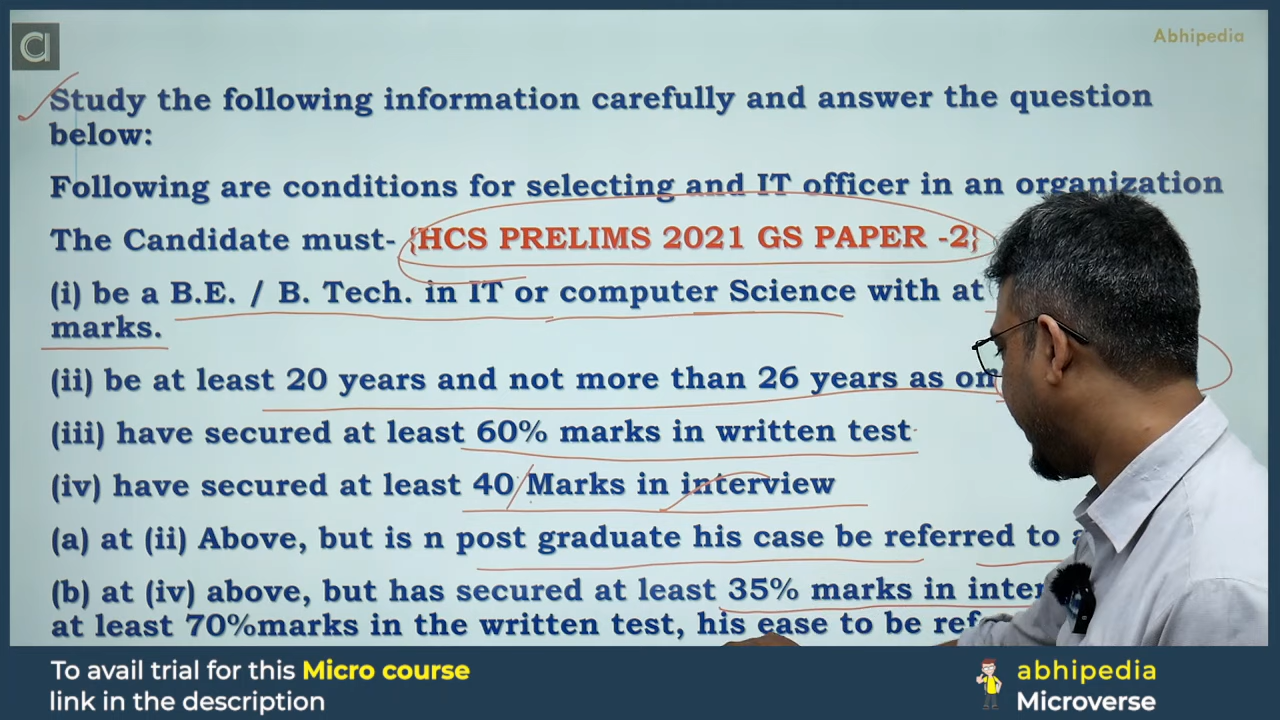 Abhipedia
Study the following information carefully and answer the question
below:
Following are conditions for selecting and IT officer in an organization
The Candidate must- {HCS PRELIMS 2021 GS PAPER -2}
(i) be a B.E. / B. Tech. in IT or computer Science with at
marks.
(ii) be at least 20 years and not more than 26 years as on
(iii) have secured at least 60% marks in written test
(iv) have secured at least 40 Marks in interview
(a) at (ii) Above, but is n post graduate his case be referred to
(b) at (iv) above, but has secured at least 35% marks in
at least 70%marks in the written test, his ease to be
To avail trial for this Micro course
link in the description
abhipedia
Microverse